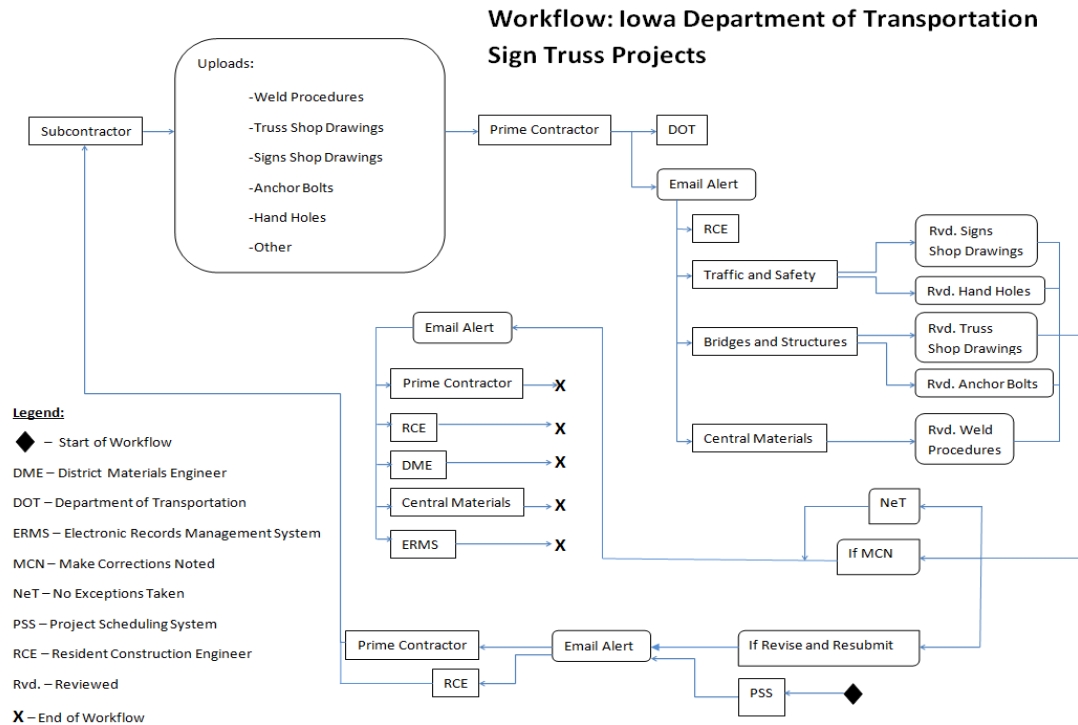 Workflow: Iowa Department of Transportation
Sign Truss Projects
Uploads:
-Weld Procedures
-Truss Shop Drawings
-Signs Shop Drawings
-Anchor Bolts
-Hand Holes
-Other
Subcontractor
Prime Contractor
DOT
Email Alert
RCE
Traffic and Safety
Rvd. Signs
Shop Drawings
Rvd. Hand Holes
Bridges and Structures
Rvd. Truss
Shop Drawings
Rvd. Anchor Bolts
Central Materials
Rvd. Weld
Procedures
Email Alert
Prime Contractor
X
RCE
X
DME
X
Central Materials
X
ERMS
X
NeT
If MCN
If Revise and Resubmit
Email Alert
Prime Contractor
RCE
PSS
Legend:
– Start of Workflow
DME – District Materials Engineer
DOT – Department of Transportation
ERMS – Electronic Records Management System
MCN – Make Corrections Noted
NeT – No Exceptions Taken
PSS – Project Scheduling System
RCE – Resident Construction Engineer
Rvd. – Reviewed
X – End of Workflow